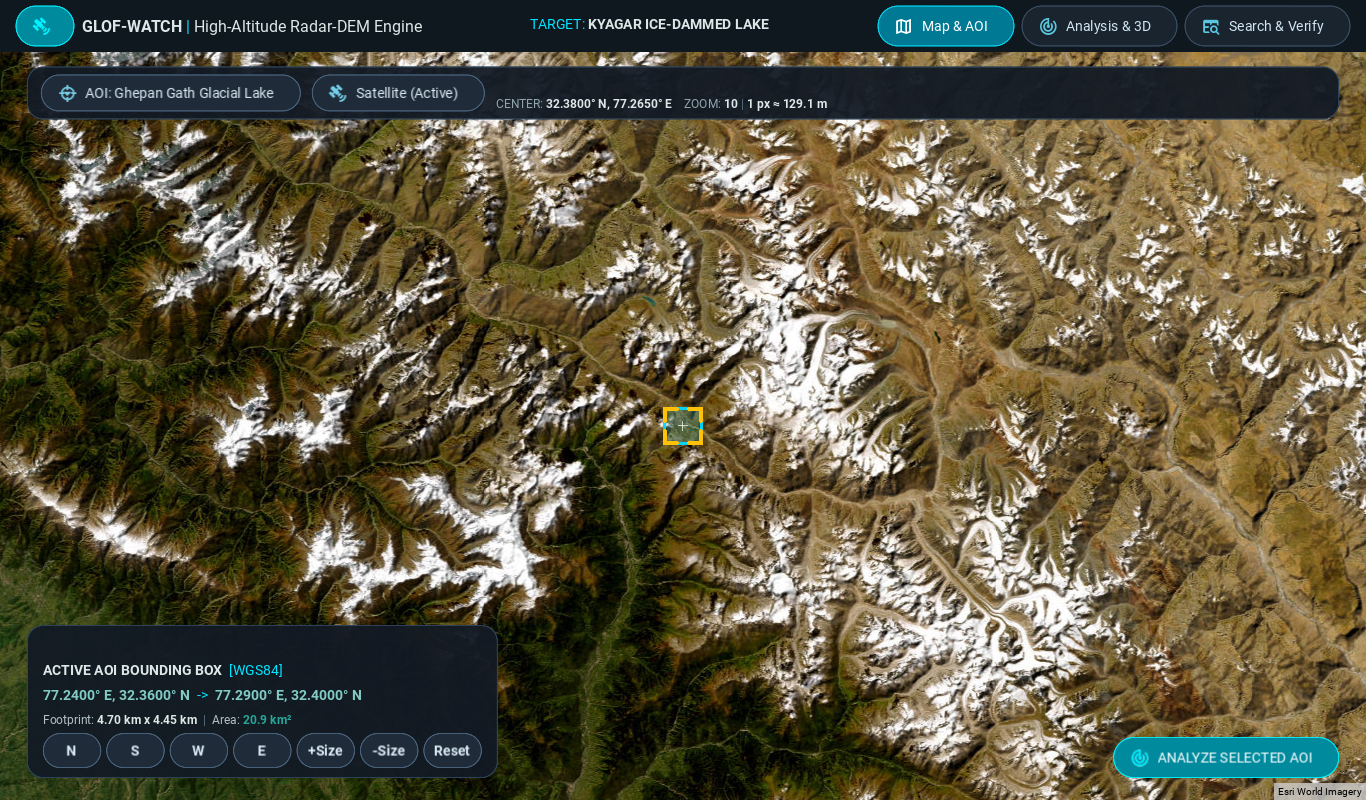 GLOF-WATCH | High-Altitude Radar-DEM Engine
TARGET: KYAGAR ICE-DAMMED LAKE
Map & AOI
Analysis & 3D
Search & Verify
AOI: Ghepan Gath Glacial Lake
Satellite (Active)
CENTER: 32.3800° N, 77.2650° E ZOOM: 10 | 1 px ≈ 129.1 m
ACTIVE AOI BOUNDING BOX [WGS84]
77.2400° E, 32.3600° N -> 77.2900° E, 32.4000° N
Footprint: 4.70 km x 4.45 km | Area: 20.9 km²
N S W E +Size -Size Reset
ANALYZE SELECTED AOI
Esri World Imagery